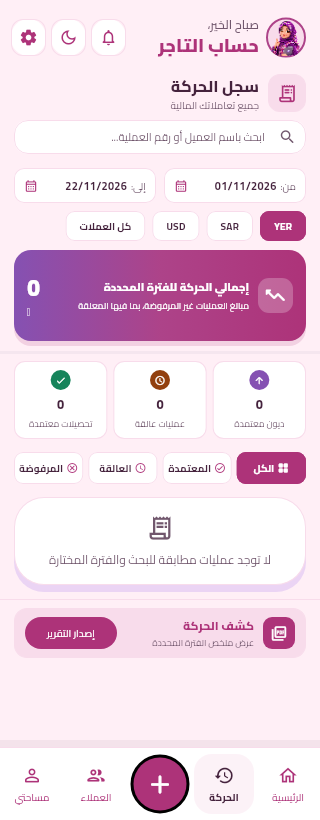 صباح الخير،
حساب التاجر
سجل الحركة
جميع تعاملاتك المالية
ابحث باسم العميل أو رقم العملية...
من: 01/11/2026
إلى: 22/11/2026
YER
SAR
USD
كل العملات
إجمالي الحركة للفترة المحددة
مبالغ العمليات غير المرفوضة، بما فيها المعلقة
0
0
ديون معتمدة
0
عمليات عالقة
0
تحصيلات معتمدة
الكل
المعتمدة
العالقة
المرفوضة
لا توجد عمليات مطابقة للبحث والفترة المختارة
كشف الحركة
عرض ملخص الفترة المحددة
إصدار التقرير
الرئيسية
الحركة
العملاء
مساحتي